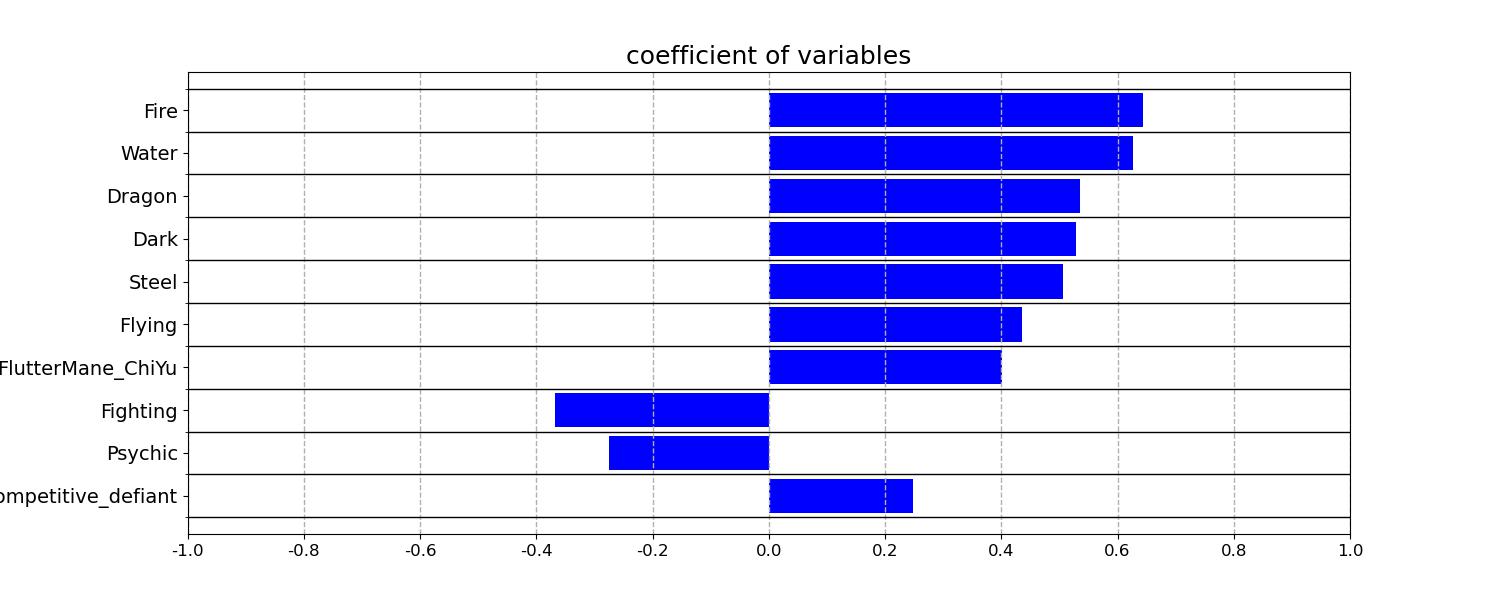 coefficient of variables
Fire
Water
Dragon
Dark
Steel
Flying
FlutterMane_ChiYu
Fighting
Psychic
ompetitive_defiant
-1.0 -0.8 -0.6 -0.4 -0.2 0.0 0.2 0.4 0.6 0.8 1.0